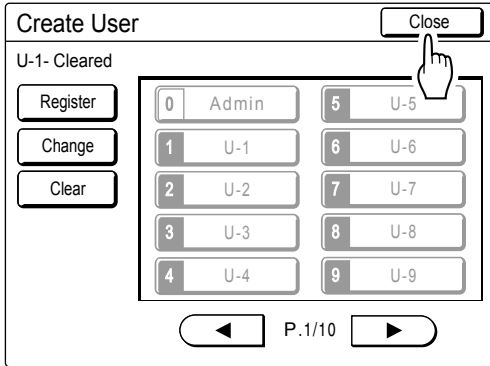 Create User Close
U-1- Cleared
Register
Change
Clear
0 Admin
1 U-1
2 U-2
3 U-3
4 U-4
5 U-5
6 U-6
7 U-7
8 U-8
9 U-9
P.1/10